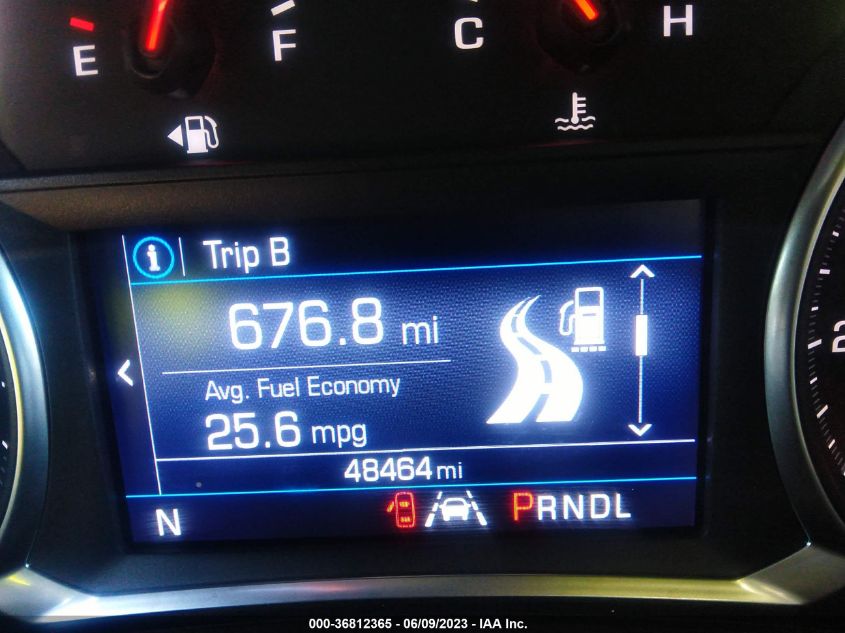 E F C H
Trip B
676.8 mi
Avg. Fuel Economy
25.6 mpg
48464 mi
N PRNDL
2
000-36812365 - 06/09/2023 - IAA Inc.